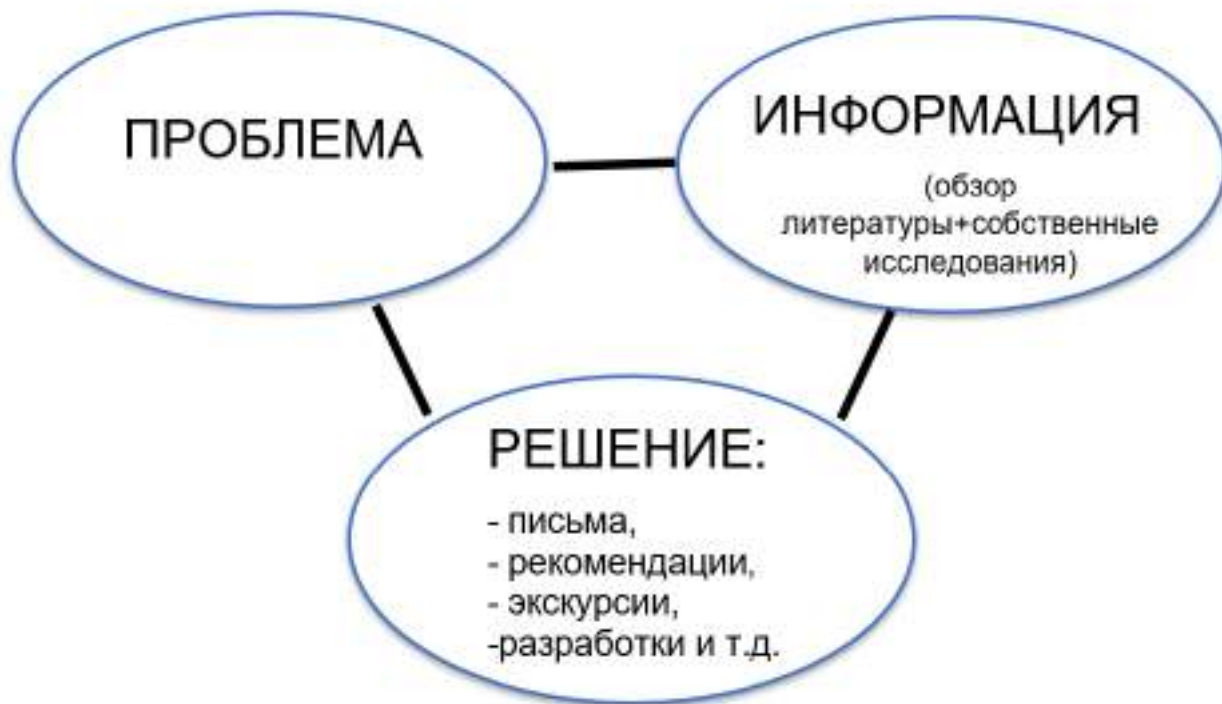 ПРОБЛЕМА
ИНФОРМАЦИЯ
(обзор
литературы+собственные
исследования)
РЕШЕНИЕ:
- письма,
- рекомендации,
- экскурсии,
-разработки и т.д.